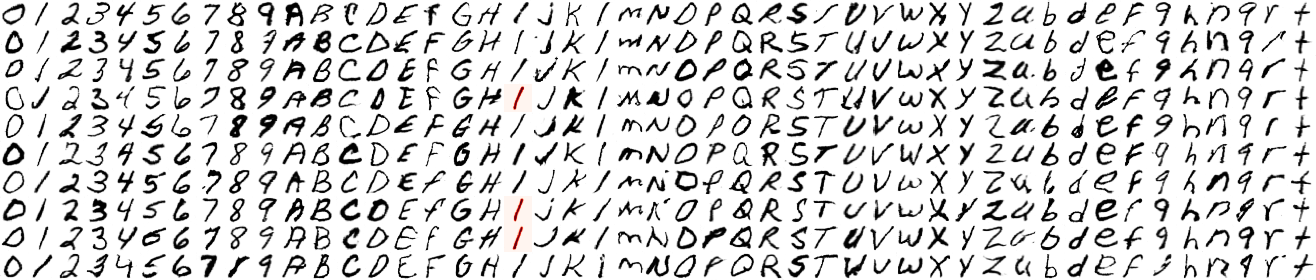 0 1 2 3 4 5 6 7 8 9 A B C D E f G H I J K l m N O P Q R S T U V W X Y Z a b d e f g h n q r t
0 1 2 3 4 5 6 7 8 9 A B C D E F G H I J K l m N O P Q R S T U V W X Y Z a b d e f g h n q r t
0 1 2 3 4 5 6 7 8 9 A B C D E F G H I J K l m N O P Q R S T U V W X Y Z a b d e f g h n q r t
0 1 2 3 4 5 6 7 8 9 A B C D E F G H I J K l M N O P Q R S T U V W X Y Z a b d e f g h n q r t
0 1 2 3 4 5 6 7 8 9 A B C D E F G H I J K l m N O P Q R S T U V W X Y Z a b d e f g h n q r t
0 1 2 3 4 5 6 7 8 9 A B C D E F G H I J K l m N O P Q R S T U V W X Y Z a b d e f g h n q r t
0 1 2 3 4 5 6 7 8 9 A B C D E f G H I J K l m N O P Q R S T U V W X Y Z a b d e f g h n q r t
0 1 2 3 4 5 6 7 8 9 A B C D E f G H I J K l m N O P Q R S T U V W X Y Z a b d e f g h n q r t
0 1 2 3 4 5 6 7 8 9 A B C D E F G H I J K l m N O P Q R S T U V W X Y Z a b d e f g h n q r t
0 1 2 3 4 5 6 7 8 9 A B C D E F G H I J K l m N O P Q R S T U V W X Y Z a b d e f g h n q r t